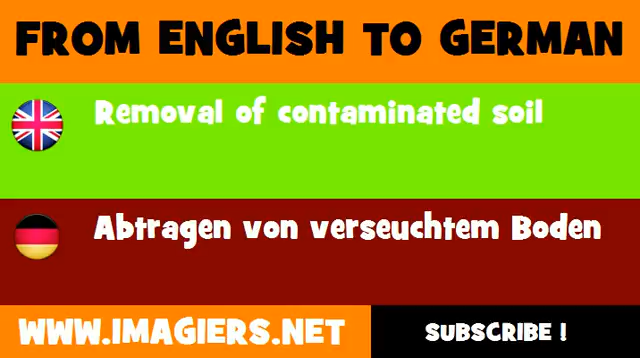 FROM ENGLISH TO GERMAN
Removal of contaminated soil
Abtragen von verseuchtem Boden
WWW.IMAGIERS.NET
SUBSCRIBE !